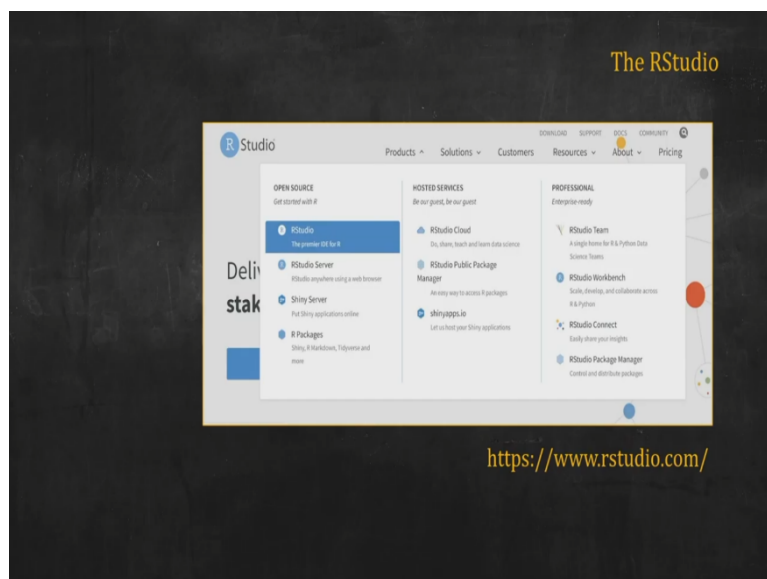 The RStudio
DOWNLOAD SUPPORT DOCS COMMUNITY
R Studio
Products Solutions Customers Resources About Pricing
OPEN SOURCE
Get started with R
RStudio
The premier IDE for R
RStudio Server
RStudio anywhere using a web browser
Shiny Server
Put Shiny applications online
R Packages
Shiny, R Markdown, Tidyverse and
more
HOSTED SERVICES
Be our guest, be our guest
RStudio Cloud
Do, share, teach and learn data science
RStudio Public Package
Manager
An easy way to access R packages
shinyapps.io
Let us host your Shiny applications
PROFESSIONAL
Enterprise-ready
RStudio Team
A single home for R & Python Data
Science Teams
RStudio Workbench
Scale, develop, and collaborate across
R & Python
RStudio Connect
Easily share your insights
RStudio Package Manager
Control and distribute packages
Deliv
stak
https://www.rstudio.com/